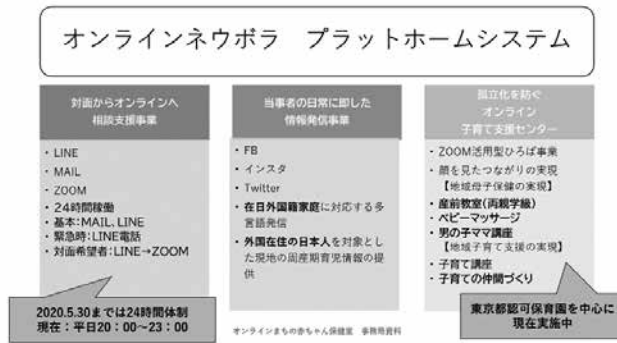 オンラインネウボラ　プラットホームシステム
対面からオンラインへ
相談支援事業
・ LINE
・ MAIL
・ ZOOM
・ 24時間稼働
・ 基本:MAIL、LINE
・ 緊急時:LINE電話
・ 対面希望者:LINE→ZOOM
2020.5.30までは24時間体制
現在:平日20:00~23:00
当事者の日常に即した
情報発信事業
・ FB
・ インスタ
・ Twitter
・ 在日外国籍家庭に対応する多
言語発信
・ 外国在住の日本人を対象とし
た現地の周産期育児情報の提
供
孤立化を防ぐ
オンライン
子育て支援センター
・ ZOOM活用型ひろば事業
・ 顔を見たつながりの実現
【地域母子保健の実現】
・ 産前教室(両親学級)
・ ベビーマッサージ
・ 男の子ママ講座
【地域子育て支援の実現】
・ 子育て講座
・ 子育ての仲間づくり
東京都認可保育園を中心に
現在実施中
オンラインまちの赤ちゃん保健室　事務局資料